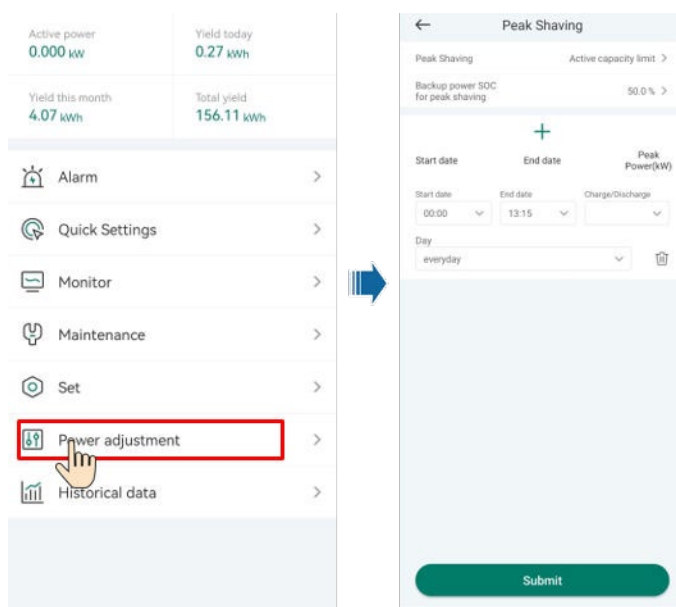 Active power
Yield today
0.000 kW
0.27 kWh
Yield this month
Total yield
4.07 kWh
156.11 kWh
Alarm
Quick Settings
Monitor
Maintenance
Set
Power adjustment
Historical data
Peak Shaving
Peak Shaving
Active capacity limit
Backup power SOC
for peak shaving
50.0 %
Start date
End date
Peak
Power(kW)
Start date
End date
Charge/Discharge
00:00
13:15
Day
everyday
Submit